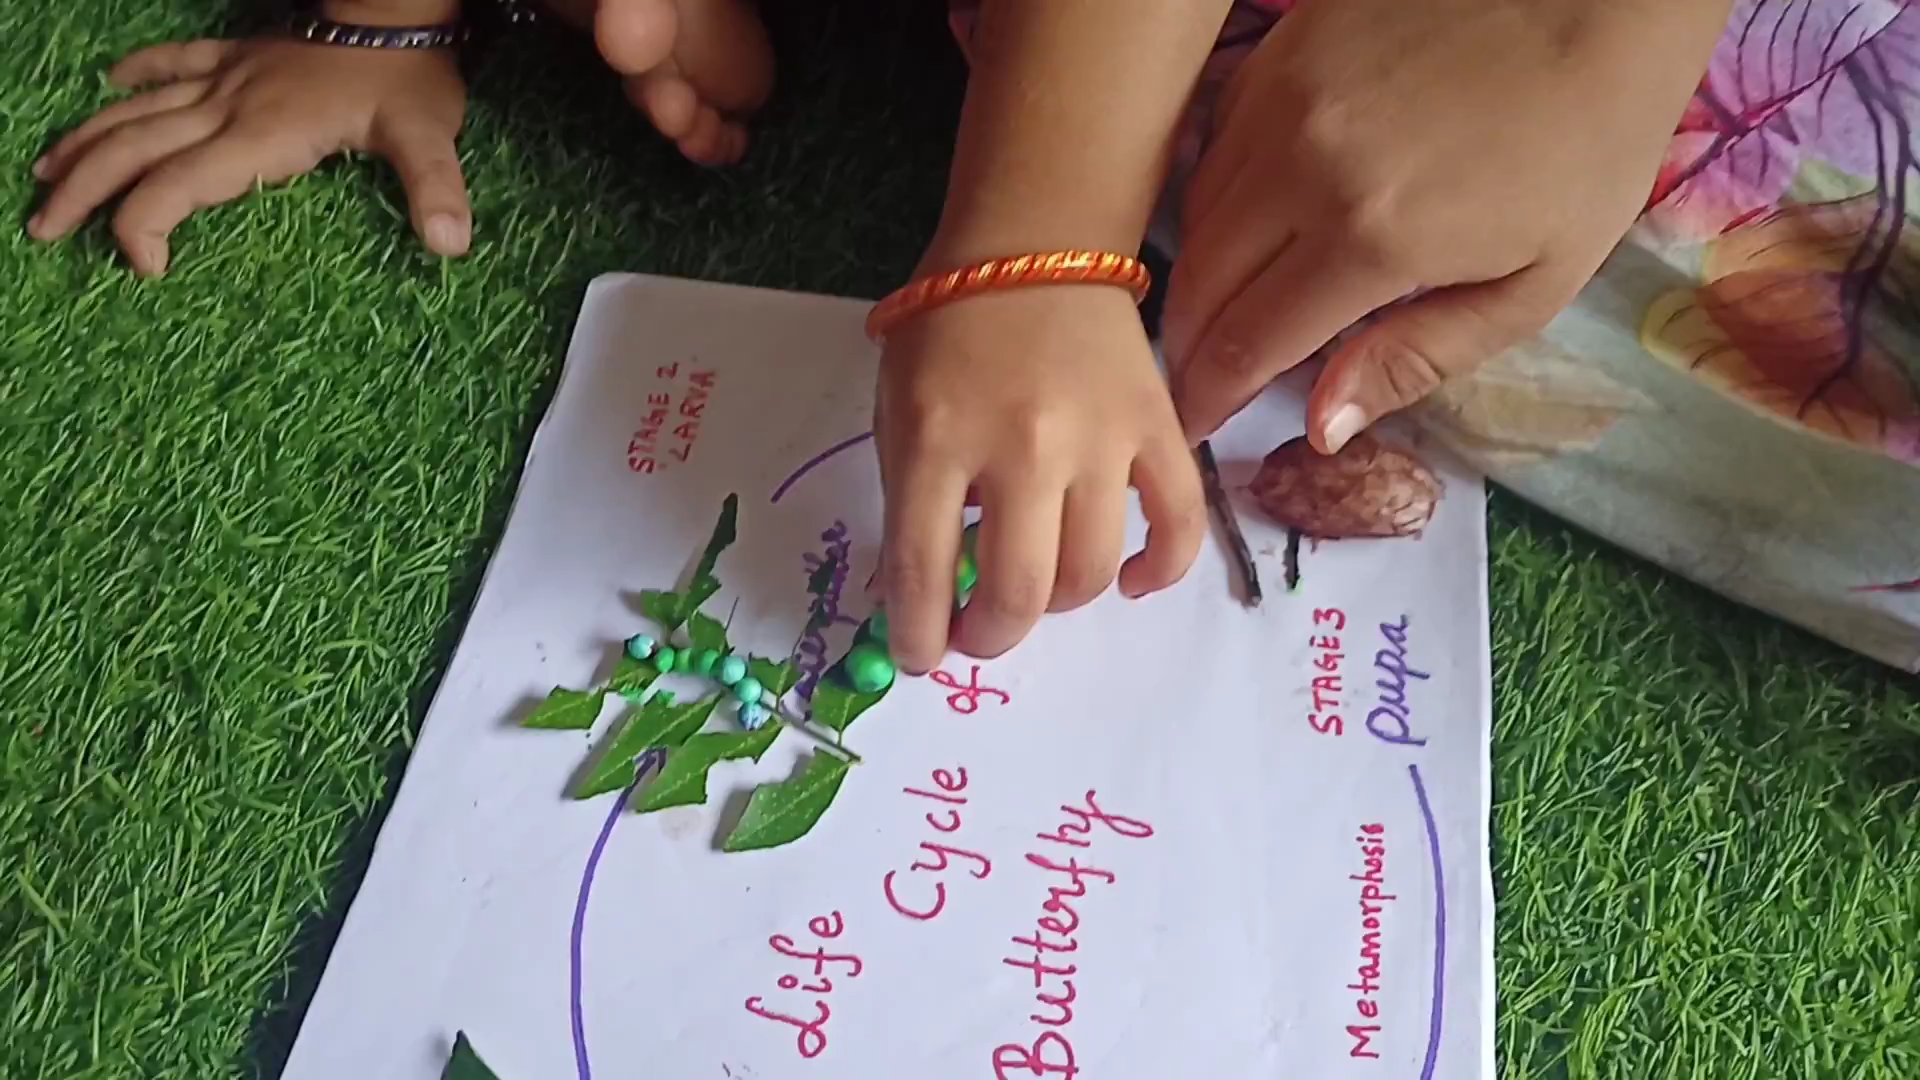 STAGE 2
LARVA
Life
Cycle of
Butterfly
STAGE 3
Pupa
Metamorphosis